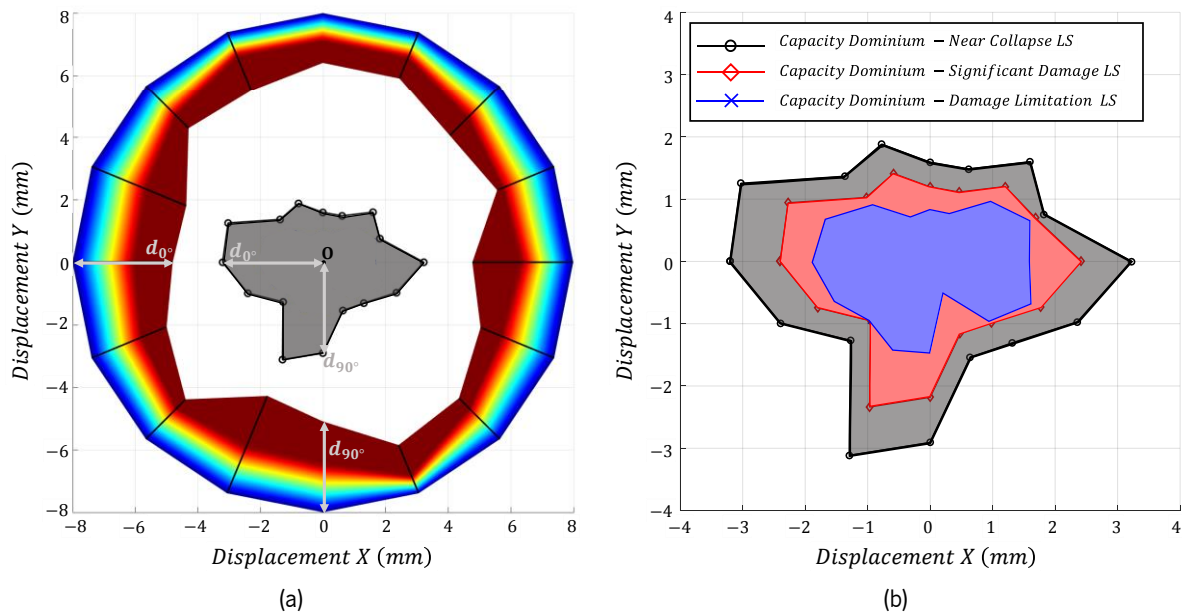 8
6
4
2
0
−2
−4
−6
−8
−8
−6
−4
−2
0
2
4
6
8
Displacement Y (mm)
Displacement X (mm)
d0°
d0°
O
d90°
d90°
(a)
4
3
2
1
0
−1
−2
−3
−4
−4
−3
−2
−1
0
1
2
3
4
Displacement Y (mm)
Displacement X (mm)
Capacity Dominium − Near Collapse LS
Capacity Dominium − Significant Damage LS
Capacity Dominium − Damage Limitation LS
(b)